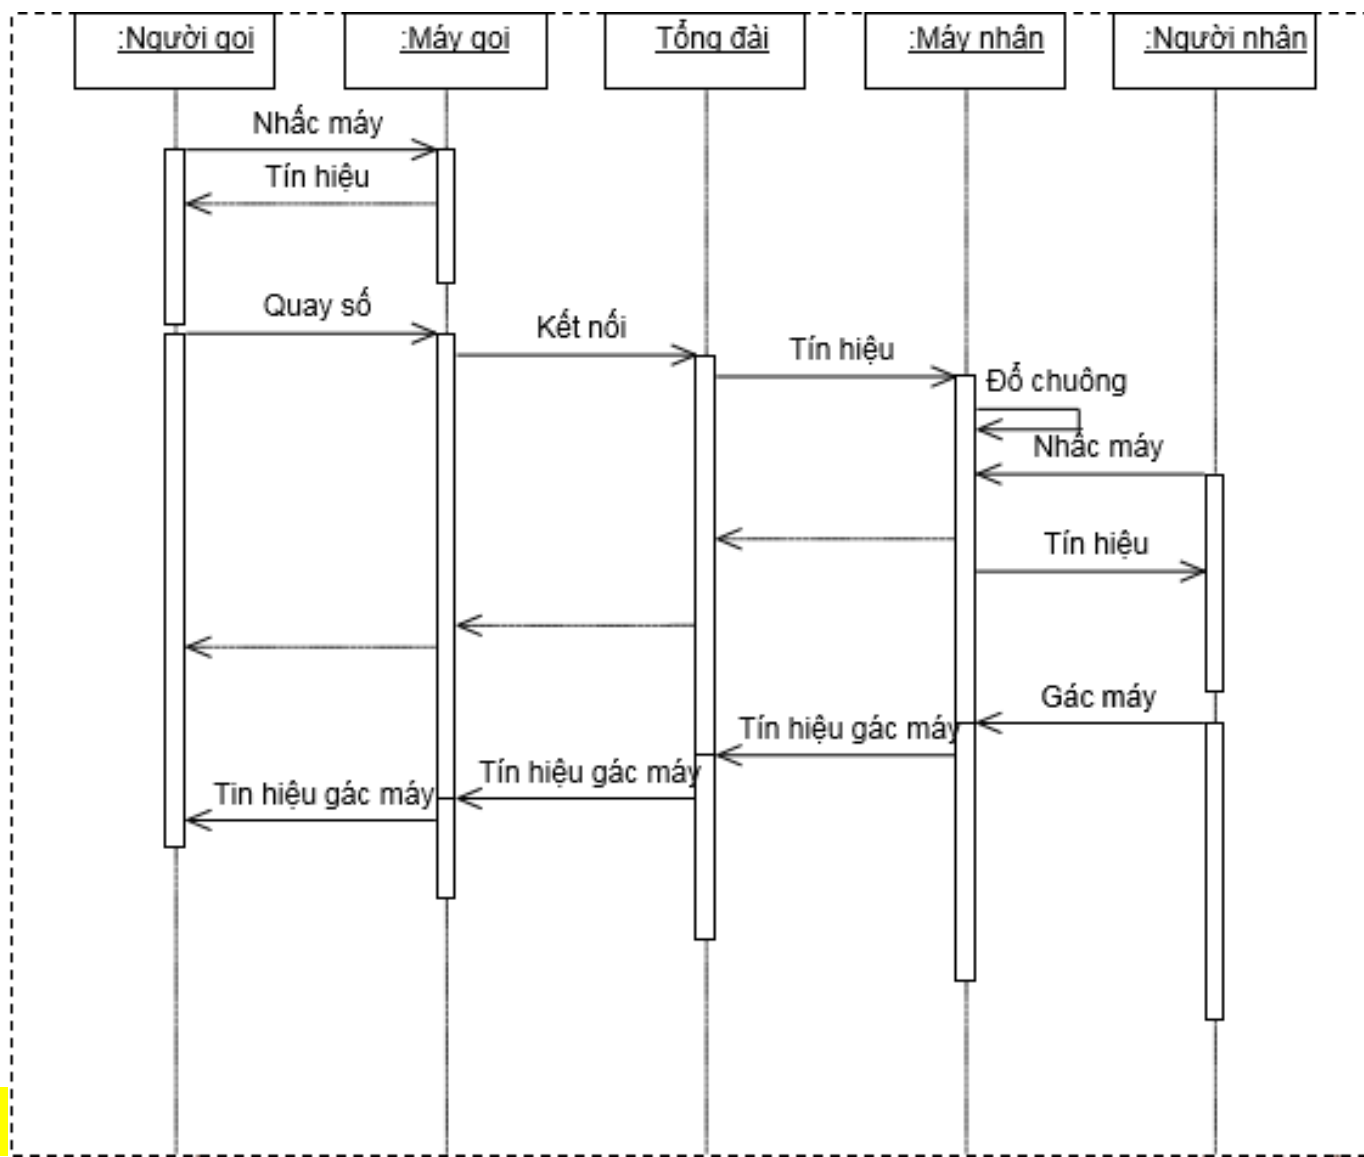 :Người gọi
:Máy gọi
Tổng đài
:Máy nhận
:Người nhận
Nhấc máy
Tín hiệu
Quay số
Kết nối
Tín hiệu
Đổ chuông
Nhấc máy
Tín hiệu
Gác máy
Tín hiệu gác máy
Tín hiệu gác máy
Tin hiệu gác máy